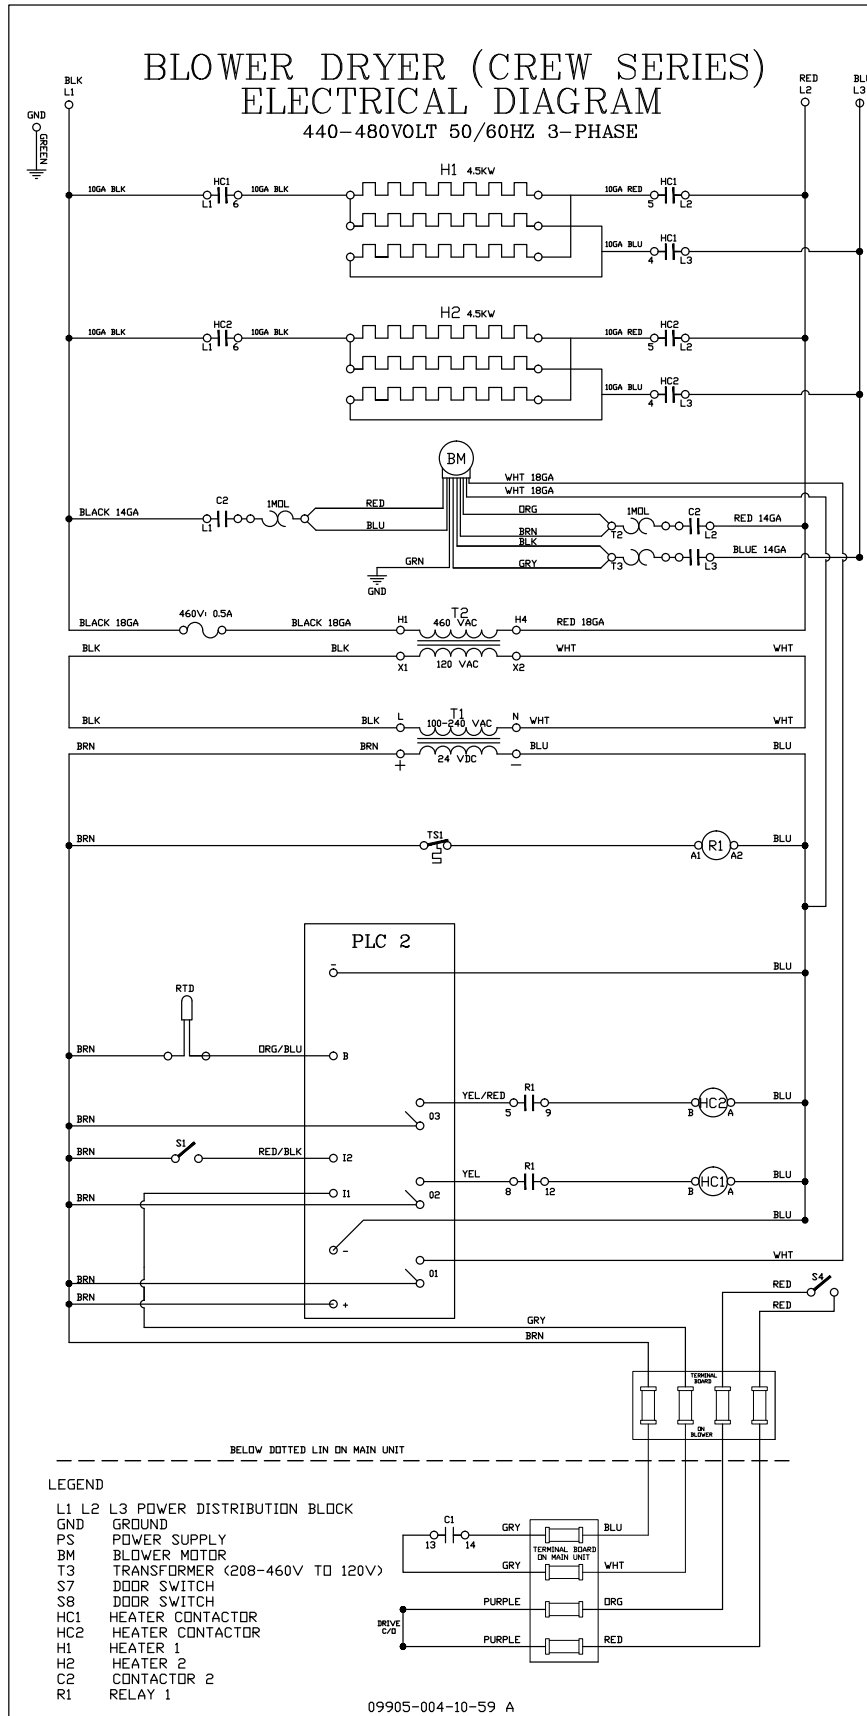 BLOWER DRYER (CREW SERIES)
ELECTRICAL DIAGRAM
440-480VOLT 50/60HZ 3-PHASE
BLK
L1
RED
L2
BLU
L3
GND
GREEN
H1 4.5KW
10GA BLK
HC1
L1 6
10GA BLK
10GA RED
HC1
5 L2
10GA BLU
HC1
4 L3
H2 4.5KW
10GA BLK
HC2
L1 6
10GA BLK
10GA RED
HC2
5 L2
10GA BLU
HC2
4 L3
BM
WHT 18GA
WHT 18GA
BLACK 14GA
C2
L1
1MOL
RED
BLU
ORG
BRN
BLK
GRY
1MOL
T2
C2
L2
RED 14GA
T3
L3
BLUE 14GA
GRN
GND
BLACK 18GA
460V: 0.5A
BLACK 18GA
H1
T2
460 VAC
H4
RED 18GA
BLK
BLK
X1
120 VAC
X2
WHT
WHT
BLK
BLK
L
T1
100-240 VAC
N
WHT
WHT
BRN
BRN
+
24 VDC
-
BLU
BLU
BRN
TS1
A1
R1
A2
BLU
PLC 2
-
BLU
RTD
BRN
ORG/BLU
B
YEL/RED
R1
5 9
B
HC2
A
BLU
BRN
O3
BRN
S1
RED/BLK
I2
YEL
R1
8 12
B
HC1
A
BLU
I1
BRN
O2
BLU
-
WHT
BRN
O1
BRN
+
RED
S4
RED
GRY
BRN
TERMINAL
BOARD
ON
BLOWER
BELOW DOTTED LIN ON MAIN UNIT
LEGEND
L1 L2 L3 POWER DISTRIBUTION BLOCK
GND GROUND
PS POWER SUPPLY
BM BLOWER MOTOR
T3 TRANSFORMER (208-460V TO 120V)
S7 DOOR SWITCH
S8 DOOR SWITCH
HC1 HEATER CONTACTOR
HC2 HEATER CONTACTOR
H1 HEATER 1
H2 HEATER 2
C2 CONTACTOR 2
R1 RELAY 1
C1
13 14
GRY
BLU
TERMINAL BOARD
ON MAIN UNIT
GRY
WHT
PURPLE
ORG
DRIVE
C/O
PURPLE
RED
09905-004-10-59 A